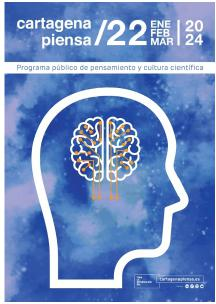 cartagena
piensa /22 ENE FEB MAR 20 24
Programa público de pensamiento y cultura científica
cartagenapiensa.es